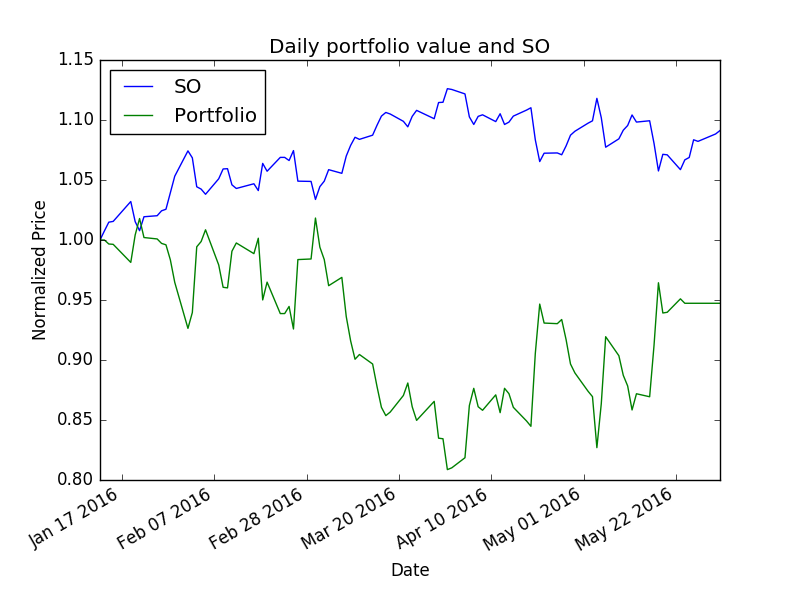 Daily portfolio value and SO
SO
Portfolio
1.15
1.10
1.05
1.00
0.95
0.90
0.85
0.80
Normalized Price
Jan 17 2016
Feb 07 2016
Feb 28 2016
Mar 20 2016
Apr 10 2016
May 01 2016
May 22 2016
Date